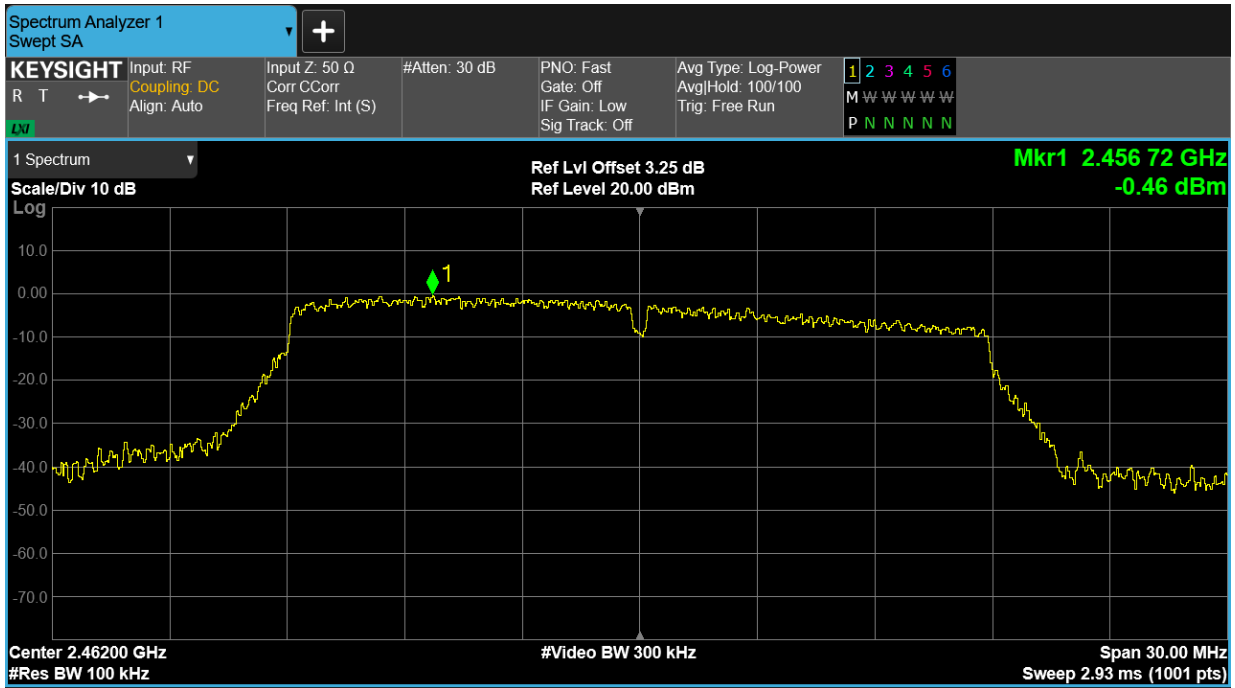 Spectrum Analyzer 1
Swept SA
▼
+
KEYSIGHT
R T
LXI
Input: RF
Coupling: DC
Align: Auto
Input Z: 50 Ω
Corr CCorr
Freq Ref: Int (S)
#Atten: 30 dB
PNO: Fast
Gate: Off
IF Gain: Low
Sig Track: Off
Avg Type: Log-Power
Avg|Hold: 100/100
Trig: Free Run
1 2 3 4 5 6
M W W W W W
P N N N N N
1 Spectrum ▼
Scale/Div 10 dB
Log
Ref Lvl Offset 3.25 dB
Ref Level 20.00 dBm
Mkr1 2.456 72 GHz
-0.46 dBm
1
10.0
0.00
-10.0
-20.0
-30.0
-40.0
-50.0
-60.0
-70.0
Center 2.46200 GHz
#Res BW 100 kHz
#Video BW 300 kHz
Span 30.00 MHz
Sweep 2.93 ms (1001 pts)